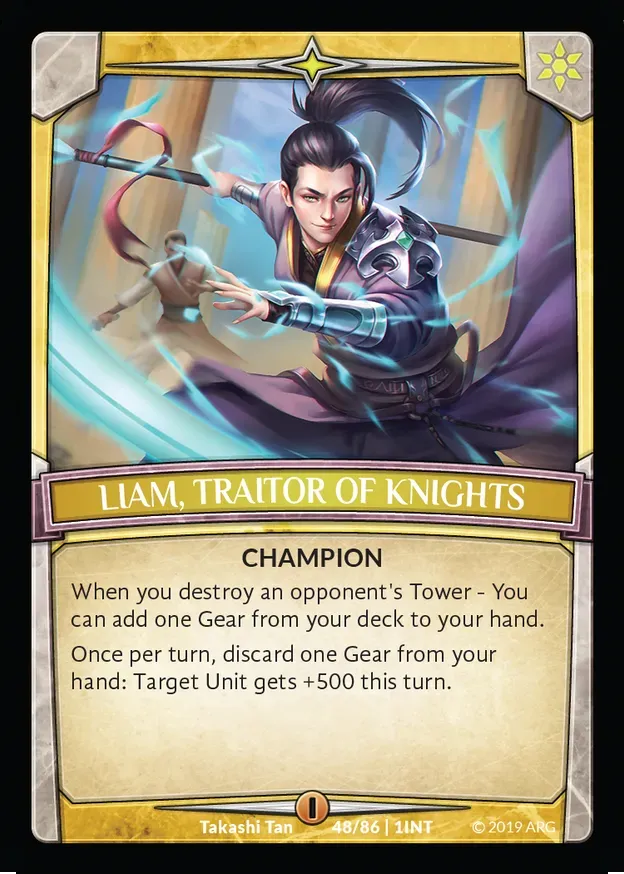 LIAM, TRAITOR OF KNIGHTS
CHAMPION
When you destroy an opponent's Tower - You
can add one Gear from your deck to your hand.
Once per turn, discard one Gear from your
hand: Target Unit gets +500 this turn.
I
Takashi Tan 48/86 | 1INT © 2019 ARG